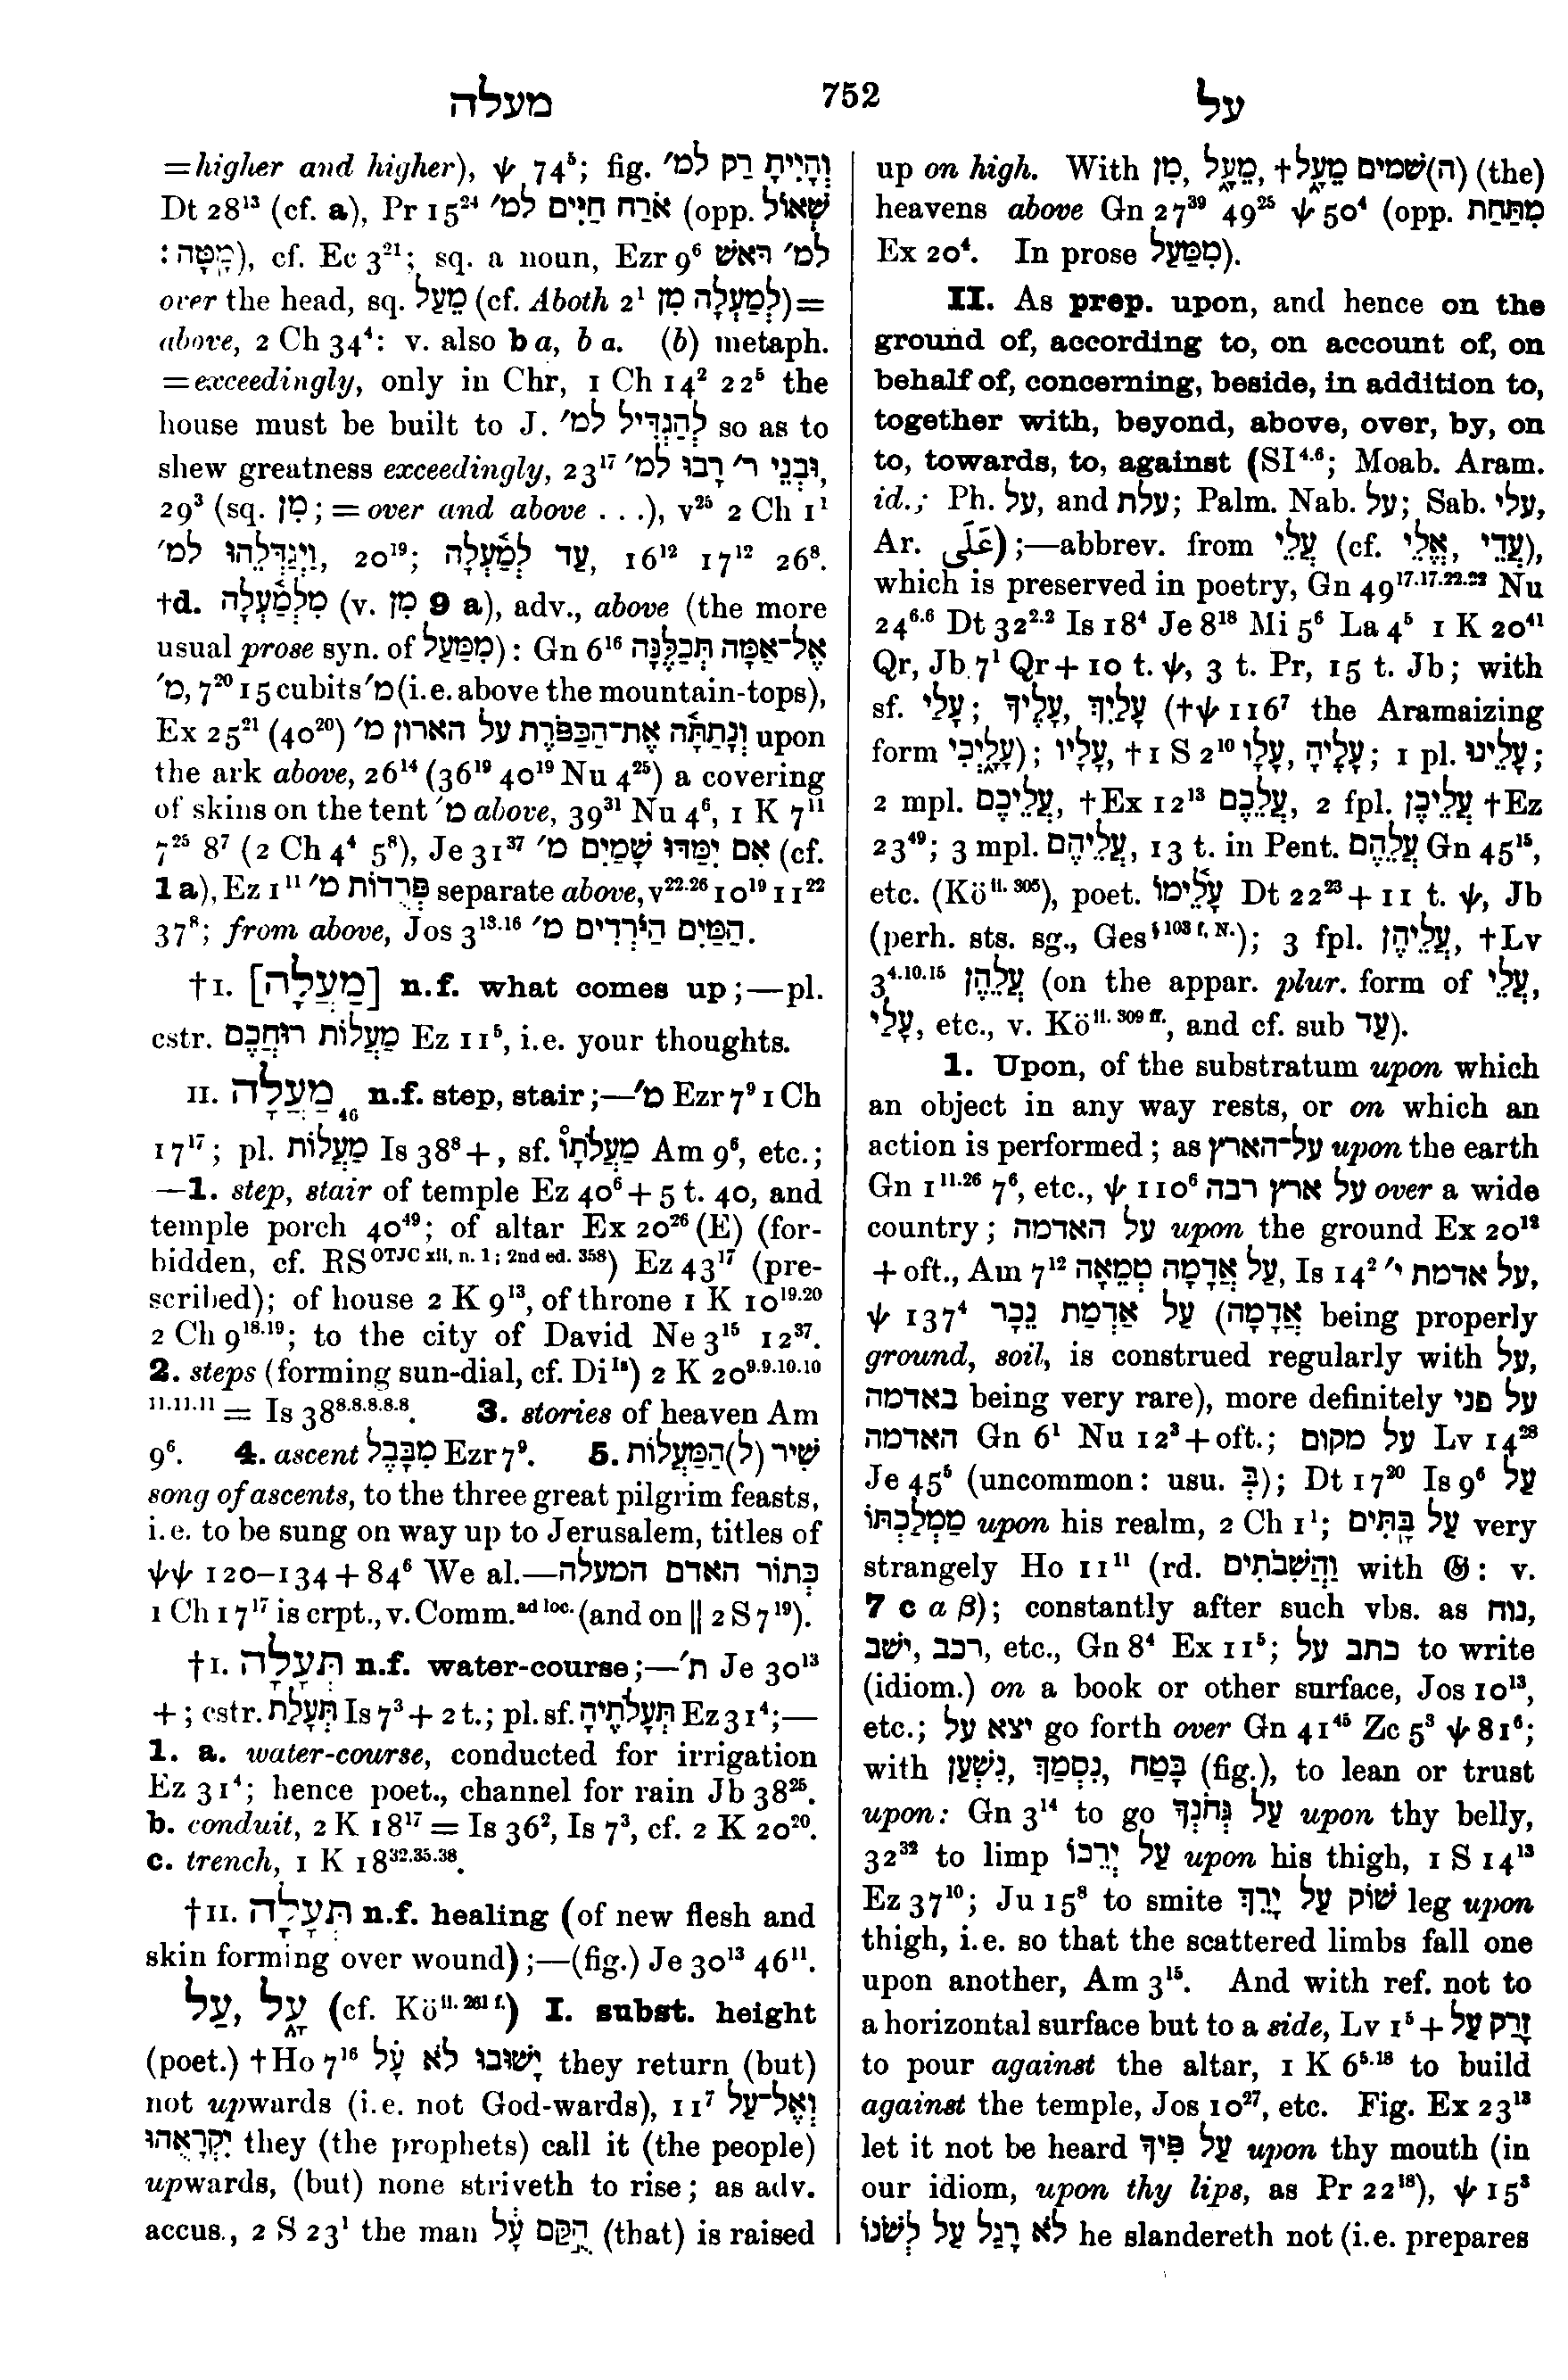 מעלה
752
על
=higher and higher), ψ 74⁵; fig. וְהָיִיתָ רַק לְמ׳
Dt 28¹³ (cf. a), Pr 15²⁴ אֹרַח חַיִּים לְמ׳ (opp. שְׁאוֹל
מָטָּה׃), cf. Ec 3²¹; sq. a noun, Ezr 9⁶ לְמ׳ רֹאשׁ
over the head, sq. מֵעַל (cf. Aboth 2¹ לְמַעְלָה מִן)=
above, 2 Ch 34⁴: v. also b a, b a. (b) metaph.
=exceedingly, only in Chr, 1 Ch 14² 22⁵ the
house must be built to J. לְהַגְדִּיל לְמ׳ so as to
shew greatness exceedingly, 23¹⁷ וּבְנֵי ר׳ רָבוּ לְמ׳,
29³ (sq. מִן; = over and above . . .), v²⁵ 2 Ch 1¹
וַיְגַדְּלֵהוּ לְמ׳, 20¹⁹; עַד לְמַ֫עְלָה, 16¹² 17¹² 26⁸.
†d. מִלְמַ֫עְלָה (v. מִן 9 a), adv., above (the more
usual prose syn. of מִמַּעַל): Gn 6¹⁶ אֶל־אַמָּה תְּכַלֶּנָּה
מ׳, 7²⁰ 15 cubits מ׳ (i.e. above the mountain-tops),
Ex 25²¹ (40²⁰) וְנָתַתָּ֫ אֶת־הַכַּפֹּרֶת על הארון מ׳ upon
the ark above, 26¹⁴ (36¹⁹ 40¹⁹ Nu 4²⁵) a covering
of skins on the tent מ׳ above, 39³¹ Nu 4⁶, 1 K 7¹¹
7²⁵ 8⁷ (2 Ch 4⁴ 5⁸), Je 31³⁷ אִם יִמַּדּוּ שָׁמַיִם מ׳ (cf.
1 a), Ez 1¹¹ פְּרֻדוֹת מ׳ separate above, v²²·²⁶ 10¹⁹ 11²²
37⁸; from above, Jos 3¹³·¹⁶ הַמַּיִם הַיֹּרְדִים מ׳.
†I. [מַעֲלָה] n.f. what comes up;—pl.
cstr. מַעֲלוֹת רוּחֲכֶם Ez 11⁵, i.e. your thoughts.
II. מַעֲלָה₄₆ n.f. step, stair;—מ׳ Ezr 7⁹ 1 Ch
17¹⁷; pl. מַעֲלוֹת Is 38⁸+, sf. מַעֲלֹתָו֯ Am 9⁶, etc.;
—1. step, stair of temple Ez 40⁶+5 t. 40, and
temple porch 40⁴⁹; of altar Ex 20²⁶ (E) (for-
bidden, cf. RS OTJC xii, n. 1; 2nd ed. 358) Ez 43¹⁷ (pre-
scribed); of house 2 K 9¹³, of throne 1 K 10¹⁹·²⁰
2 Ch 9¹⁸·¹⁹; to the city of David Ne 3¹⁵ 12³⁷.
2. steps (forming sun-dial, cf. Di Is) 2 K 20⁹·⁹·¹⁰·¹⁰
¹¹·¹¹·¹¹ = Is 38⁸·⁸·⁸·⁸·⁸. 3. stories of heaven Am
9⁶. 4. ascent מִבָּבֶל Ezr 7⁹. 5. שִׁיר (ל)הַמַּעֲלוֹת
song of ascents, to the three great pilgrim feasts,
i.e. to be sung on way up to Jerusalem, titles of
ψψ 120–134+84⁶ We al.—כְּתוֹר האדם המעלה
1 Ch 17¹⁷ is crpt., v. Comm. ad loc. (and on || 2 S 7¹⁹).
†I. תְּעָלָה n.f. water-course;—ת׳ Je 30¹³
+; cstr. תְּעָלַת Is 7³+2 t.; pl. sf. תְּעָלֹתֶיהָ Ez 31⁴;—
1. a. water-course, conducted for irrigation
Ez 31⁴; hence poet., channel for rain Jb 38²⁵.
b. conduit, 2 K 18¹⁷ = Is 36², Is 7³, cf. 2 K 20²⁰.
c. trench, 1 K 18³²·³⁵·³⁸.
†II. תְּעָלָה n.f. healing (of new flesh and
skin forming over wound);—(fig.) Je 30¹³ 46¹¹.
עַל, עָ֑ל (cf. Kö ii. 261 f.) I. subst. height
(poet.) †Ho 7¹⁶ יָשׁוּבוּ לֹא עָ֔ל they return (but)
not upwards (i.e. not God-wards), 11⁷ וְאֶל־עַל
יִקְרָאֻהוּ they (the prophets) call it (the people)
upwards, (but) none striveth to rise; as adv.
accus., 2 S 23¹ the man הֻקַם עָ֔ל (that) is raised
up on high. With מִן, מֵעָ֑ל, †הַ)שמים מֵעָ֑ל) (the)
heavens above Gn 27³⁹ 49²⁵ ψ 50⁴ (opp. מִתַּחַת
Ex 20⁴. In prose מִמַּעַל).
II. As prep. upon, and hence on the
ground of, according to, on account of, on
behalf of, concerning, beside, in addition to,
together with, beyond, above, over, by, on
to, towards, to, against (SI⁴·⁶; Moab. Aram.
id.; Ph. על, and עלת; Palm. Nab. על; Sab. עלי,
Ar. عَلَى);—abbrev. from עֲלֵי (cf. אֱלֵי, עֲדֵי),
which is preserved in poetry, Gn 49¹⁷·¹⁷·²²·²² Nu
24⁶·⁶ Dt 32²·² Is 18⁴ Je 8¹⁸ Mi 5⁶ La 4⁵ 1 K 20⁴¹
Qr, Jb 7¹ Qr+10 t. ψ, 3 t. Pr, 15 t. Jb; with
sf. עָלַי; עָלֶיךָ, עָלַיִךְ (†ψ 116⁷ the Aramaizing
form עָלָ֑יְכִי); עָלָיו, †1 S 2¹⁰ עָלָו, עָלֶיהָ; 1 pl. עָלֵינוּ;
2 mpl. עֲלֵיכֶם, †Ex 12¹³ עֲלֵכֶם, 2 fpl. עֲלֵיכֶן †Ez
23⁴⁹; 3 mpl. עֲלֵיהֶם, 13 t. in Pent. עֲלֵהֶם Gn 45¹⁵,
etc. (Kö ii. 305), poet. עָלֵ֫ימוֹ Dt 22²³+11 t. ψ, Jb
(perh. sts. sg., Ges § 103 f, N.); 3 fpl. עֲלֵיהֶן, †Lv
3⁴·¹⁰·¹⁵ עֲלֵהֶן (on the appar. plur. form of עֲלֵי,
עָלַי, etc., v. Kö ii. 309 ff., and cf. sub עַד).
1. Upon, of the substratum upon which
an object in any way rests, or on which an
action is performed; as על־הארץ upon the earth
Gn 1¹¹·²⁶ 7⁶, etc., ψ 110⁶ על ארץ רבה over a wide
country; על האדמה upon the ground Ex 20¹²
+oft., Am 7¹² עַל אֲדָמָה טְמֵאָה, Is 14² על אדמת י׳,
ψ 137⁴ עַל אַדְמַת נֵכָר (אֲדָמָה being properly
ground, soil, is construed regularly with על,
באדמה being very rare), more definitely על פני
האדמה Gn 6¹ Nu 12³+oft.; על מקום Lv 14²⁸
Je 45⁵ (uncommon: usu. בְּ); Dt 17²⁰ Is 9⁶ עַל
מַמְלַכְתּוֹ upon his realm, 2 Ch 1¹; עַל בָּתִּים very
strangely Ho 11¹¹ (rd. וַהֲשִׁבֹתִים with 𝔊: v.
7 c a β); constantly after such vbs. as נוּחַ,
ישׁב, רכב, etc., Gn 8⁴ Ex 11⁵; כתב על to write
(idiom.) on a book or other surface, Jos 10¹³,
etc.; יצא על go forth over Gn 41⁴⁵ Zc 5³ ψ 81⁶;
with נִשְׁעַן, נִסְמַךְ, בָּטַח (fig.), to lean or trust
upon: Gn 3¹⁴ to go עַל גְּחֹנְךָ upon thy belly,
32³² to limp עַל יְרֵכוֹ upon his thigh, 1 S 14¹³
Ez 37¹⁰; Ju 15⁸ to smite שׁוֹק עַל יָרֵךְ leg upon
thigh, i.e. so that the scattered limbs fall one
upon another, Am 3¹⁵. And with ref. not to
a horizontal surface but to a side, Lv 1⁵+זָרַק עַל
to pour against the altar, 1 K 6⁵·¹⁸ to build
against the temple, Jos 10²⁷, etc. Fig. Ex 23¹³
let it not be heard עַל פִּיךָ upon thy mouth (in
our idiom, upon thy lips, as Pr 22¹⁸), ψ 15³
לֹא רָגַל עַל לְשֹׁנוֹ he slandereth not (i.e. prepares